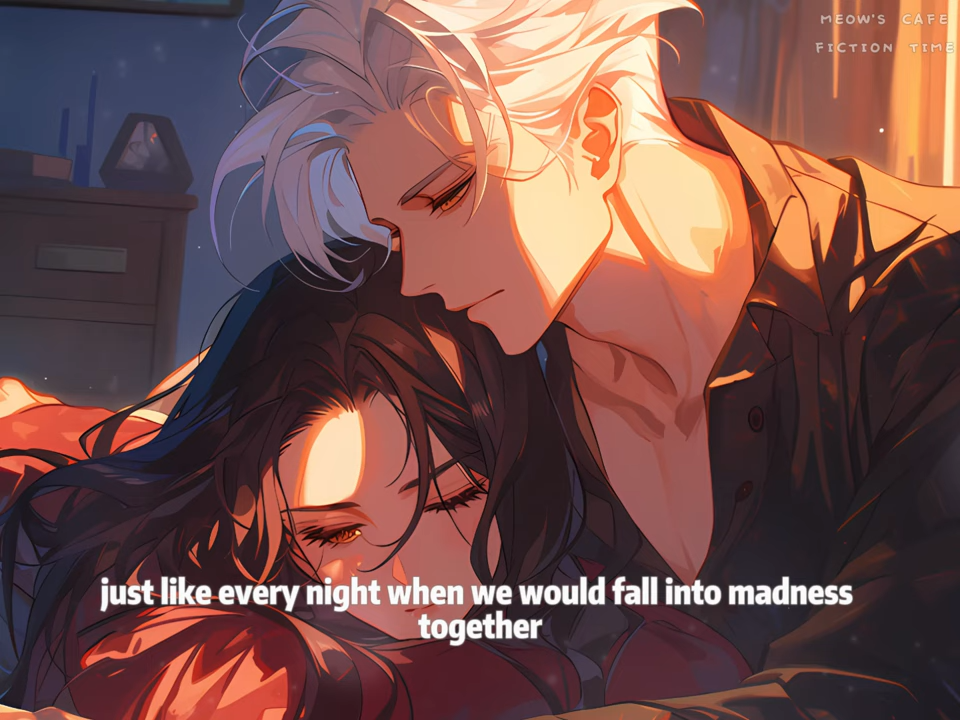 MEOW'S CAFE
FICTION TIME
just like every night when we would fall into madness
together